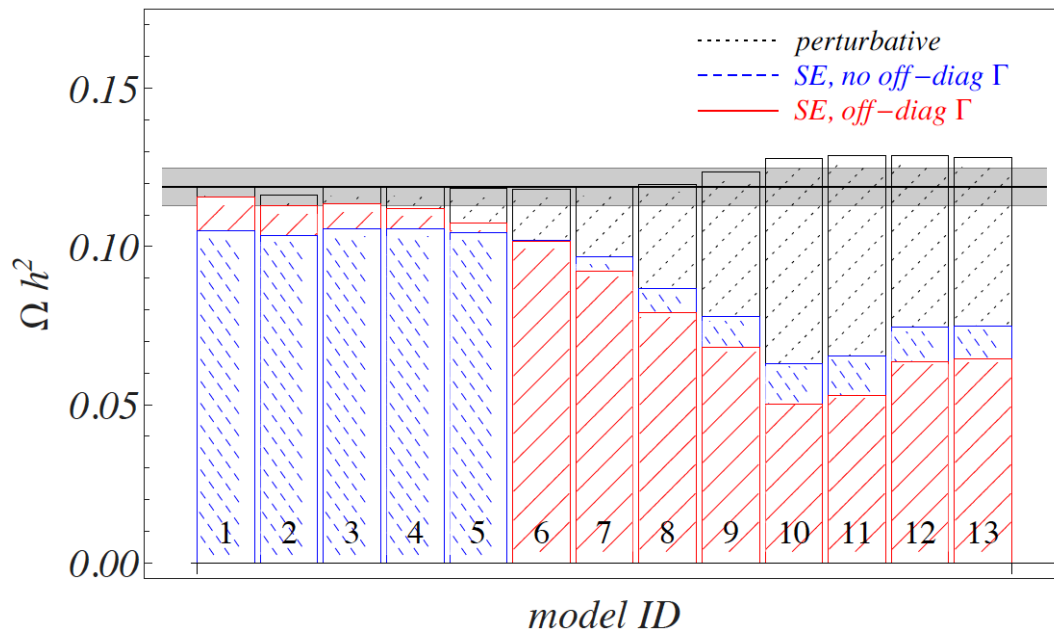 perturbative
SE, no off-diag Γ
SE, off-diag Γ
0.15
0.10
0.05
0.00
Ω h²
1 2 3 4 5 6 7 8 9 10 11 12 13
model ID